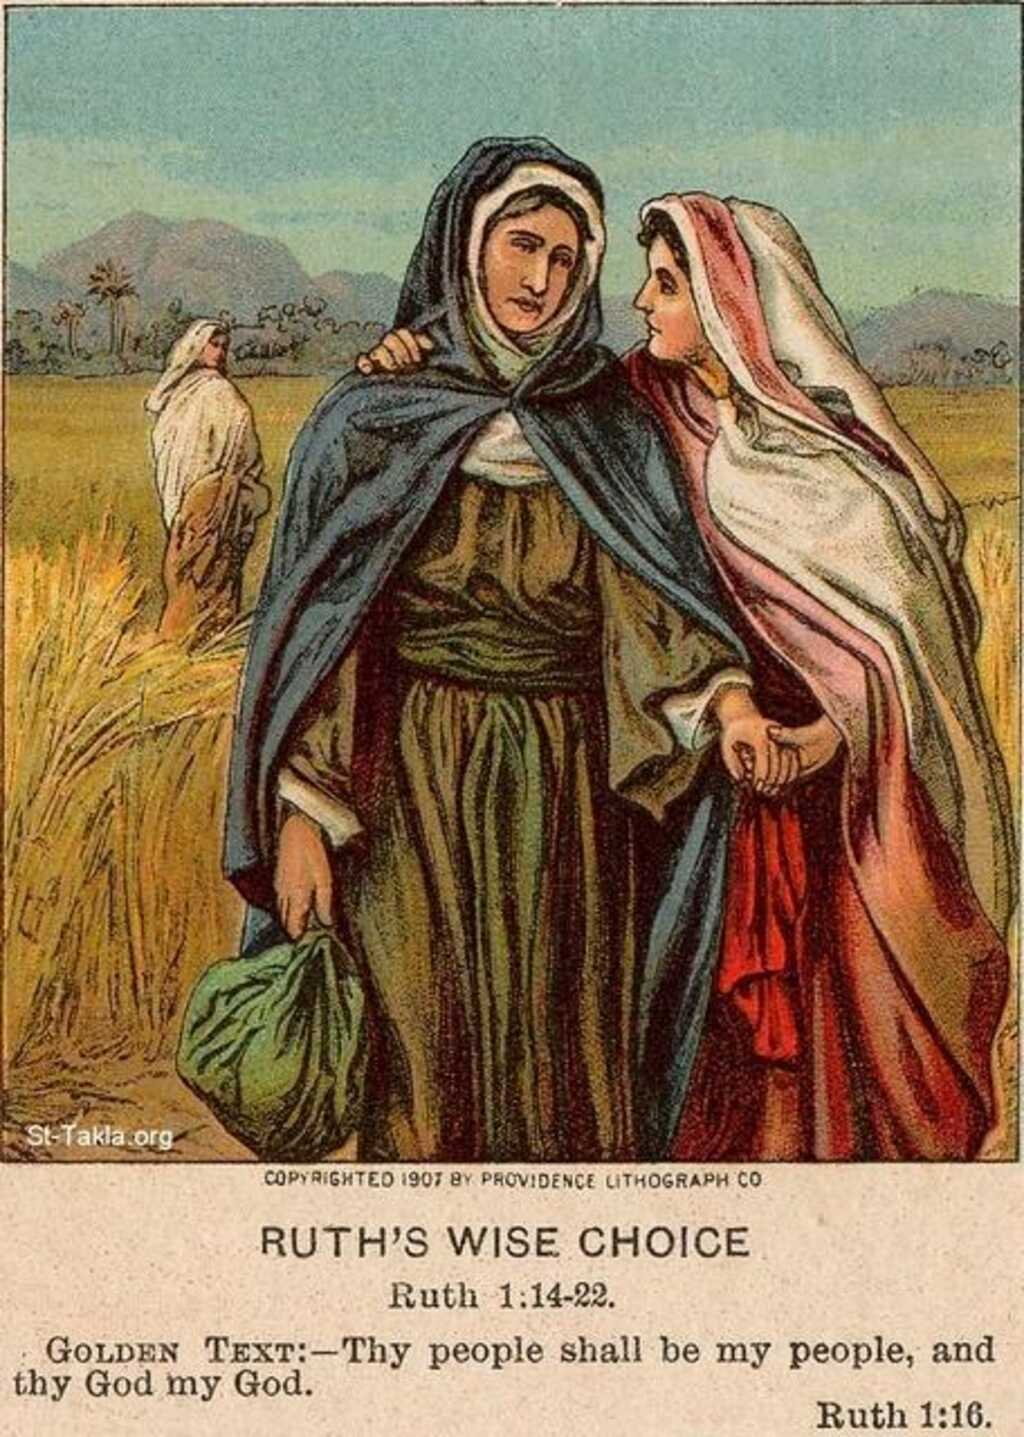 St-Takla.org
COPYRIGHTED 1907 BY PROVIDENCE LITHOGRAPH CO
RUTH'S WISE CHOICE
Ruth 1:14-22.
GOLDEN TEXT:—Thy people shall be my people, and
thy God my God.
Ruth 1:16.